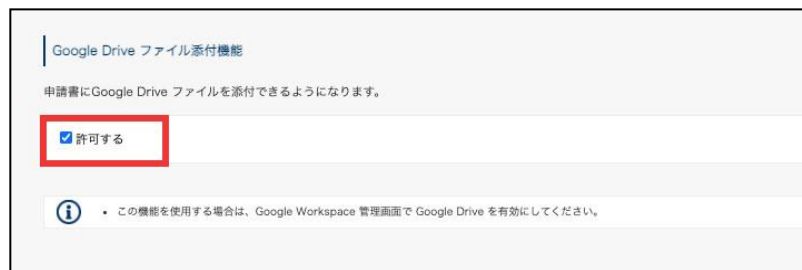 Google Drive ファイル添付機能
申請書にGoogle Drive ファイルを添付できるようになります。
許可する
• この機能を使用する場合は、Google Workspace 管理画面で Google Drive を有効にしてください。